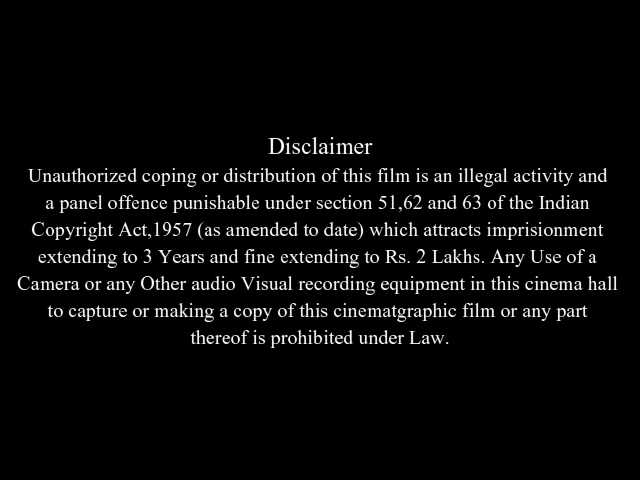 Disclaimer
Unauthorized coping or distribution of this film is an illegal activity and
a panel offence punishable under section 51,62 and 63 of the Indian
Copyright Act,1957 (as amended to date) which attracts imprisionment
extending to 3 Years and fine extending to Rs. 2 Lakhs. Any Use of a
Camera or any Other audio Visual recording equipment in this cinema hall
to capture or making a copy of this cinematgraphic film or any part
thereof is prohibited under Law.